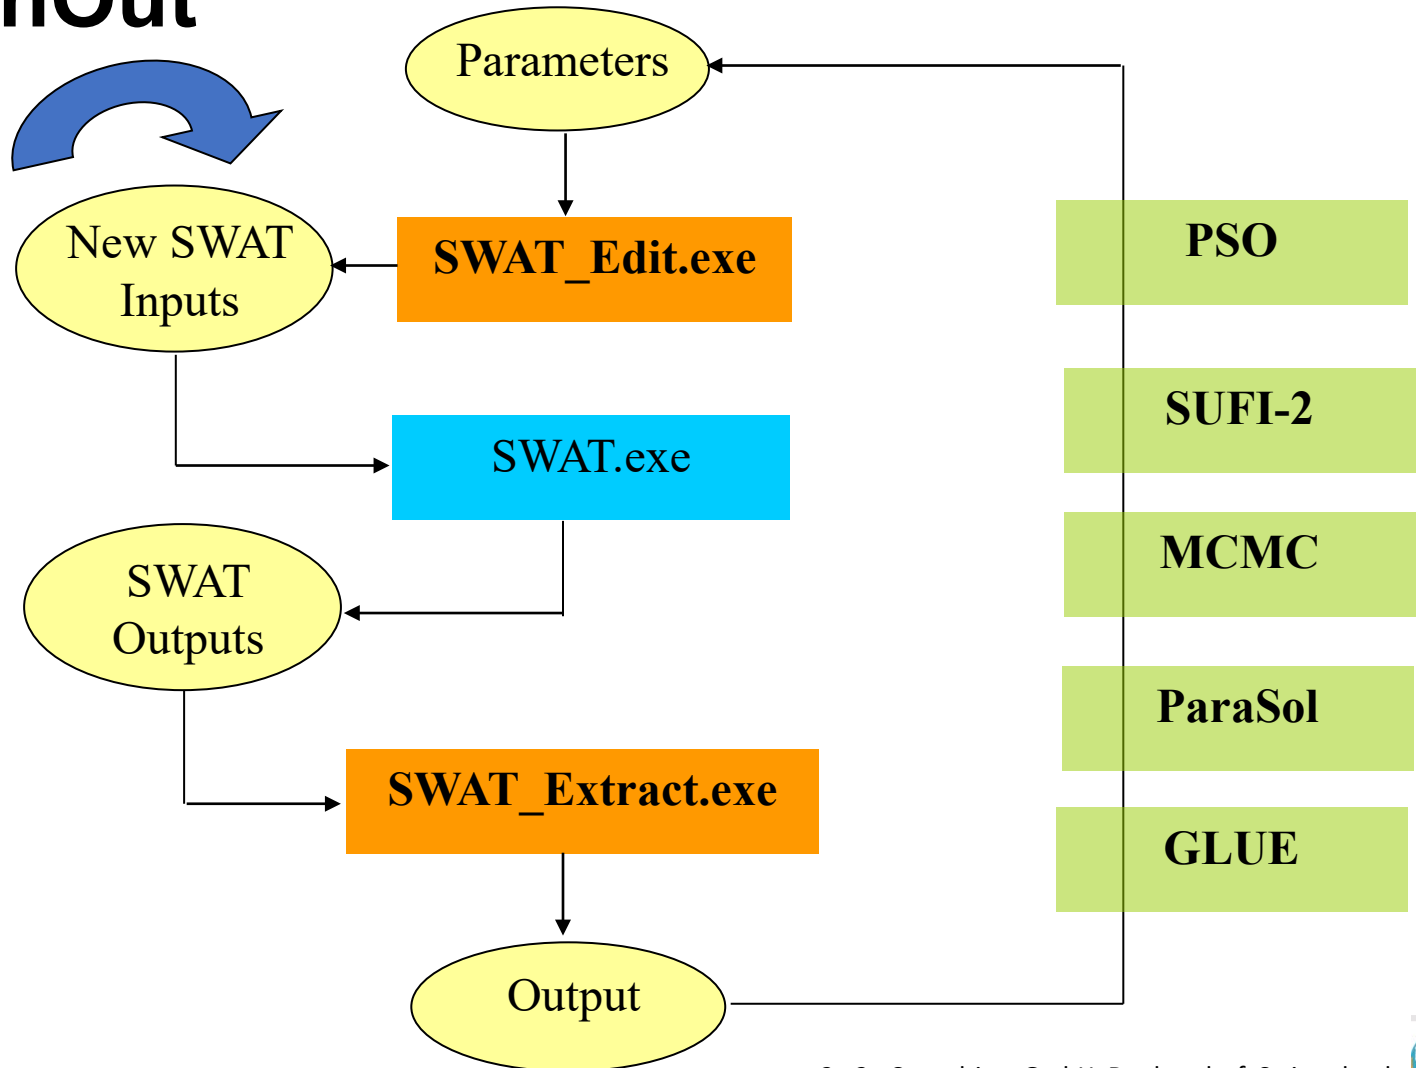 Parameters
New SWAT
Inputs
SWAT_Edit.exe
PSO
SUFI-2
SWAT.exe
SWAT
Outputs
MCMC
ParaSol
SWAT_Extract.exe
GLUE
Output